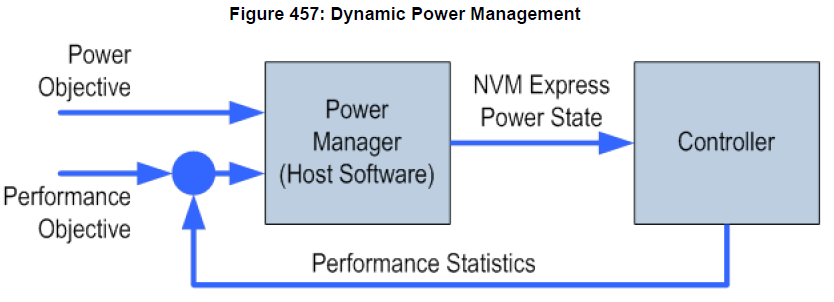 Figure 457: Dynamic Power Management
Power
Objective
Performance
Objective
Power
Manager
(Host Software)
NVM Express
Power State
Controller
Performance Statistics